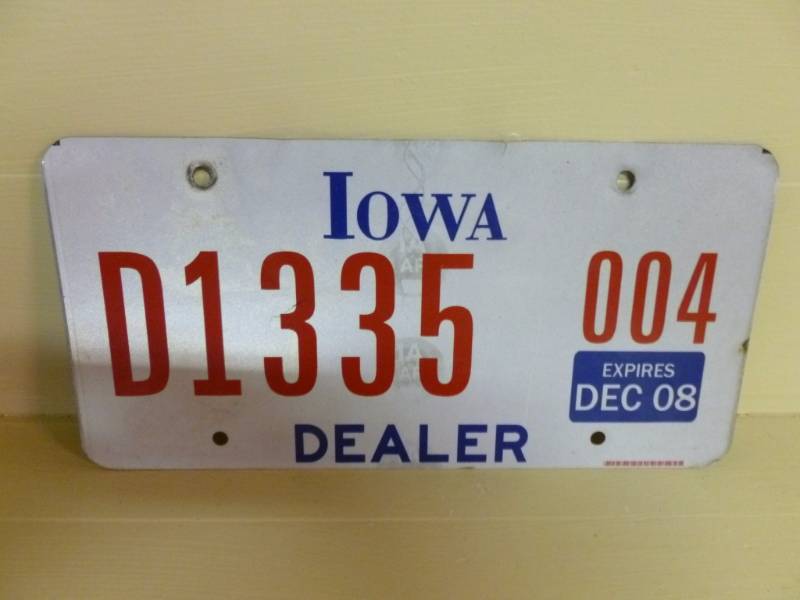 IOWA
D1335 004
EXPIRES
DEC 08
DEALER